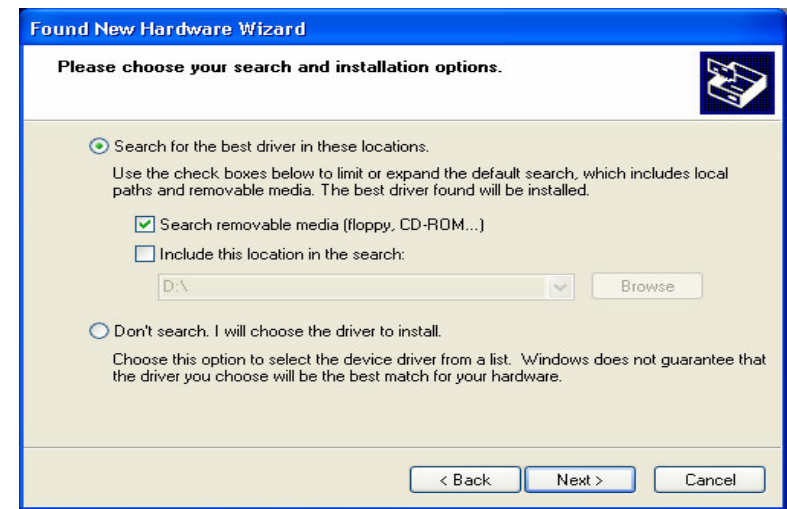 Found New Hardware Wizard
Please choose your search and installation options.
Search for the best driver in these locations.
Use the check boxes below to limit or expand the default search, which includes local
paths and removable media. The best driver found will be installed.
Search removable media (floppy, CD-ROM...)
Include this location in the search:
D:\
Browse
Don't search. I will choose the driver to install.
Choose this option to select the device driver from a list. Windows does not guarantee that
the driver you choose will be the best match for your hardware.
< Back Next > Cancel